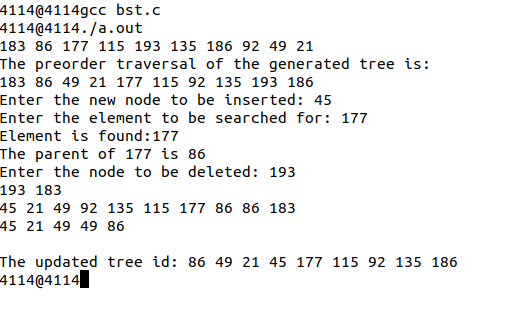 4114@4114gcc bst.c
4114@4114./a.out
183 86 177 115 193 135 186 92 49 21
The preorder traversal of the generated tree is:
183 86 49 21 177 115 92 135 193 186
Enter the new node to be inserted: 45
Enter the element to be searched for: 177
Element is found:177
The parent of 177 is 86
Enter the node to be deleted: 193
193 183
45 21 49 92 135 115 177 86 86 183
45 21 49 49 86
The updated tree id: 86 49 21 45 177 115 92 135 186
4114@4114